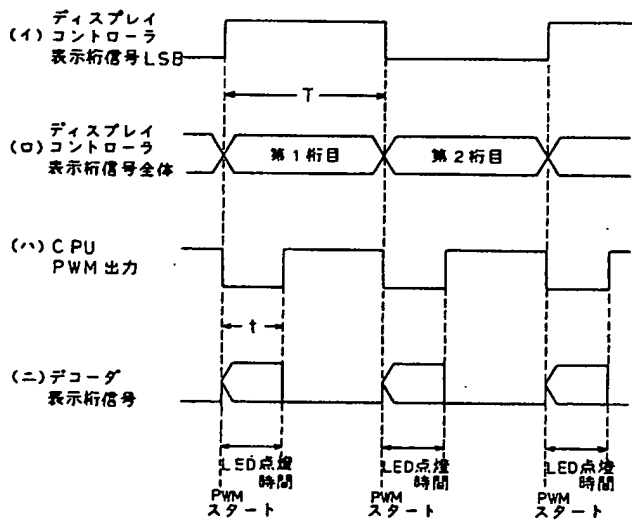 ディスプレイ
(イ)コントローラ
表示桁信号LSB
T
ディスプレイ
(ロ)コントローラ
表示桁信号全体
第1桁目
第2桁目
(ハ)CPU
PWM出力
t
(ニ)デコーダ
表示桁信号
LED点燈
時間
LED点燈
時間
LED点燈
時間
PWM
スタート
PWM
スタート
PWM
スタート